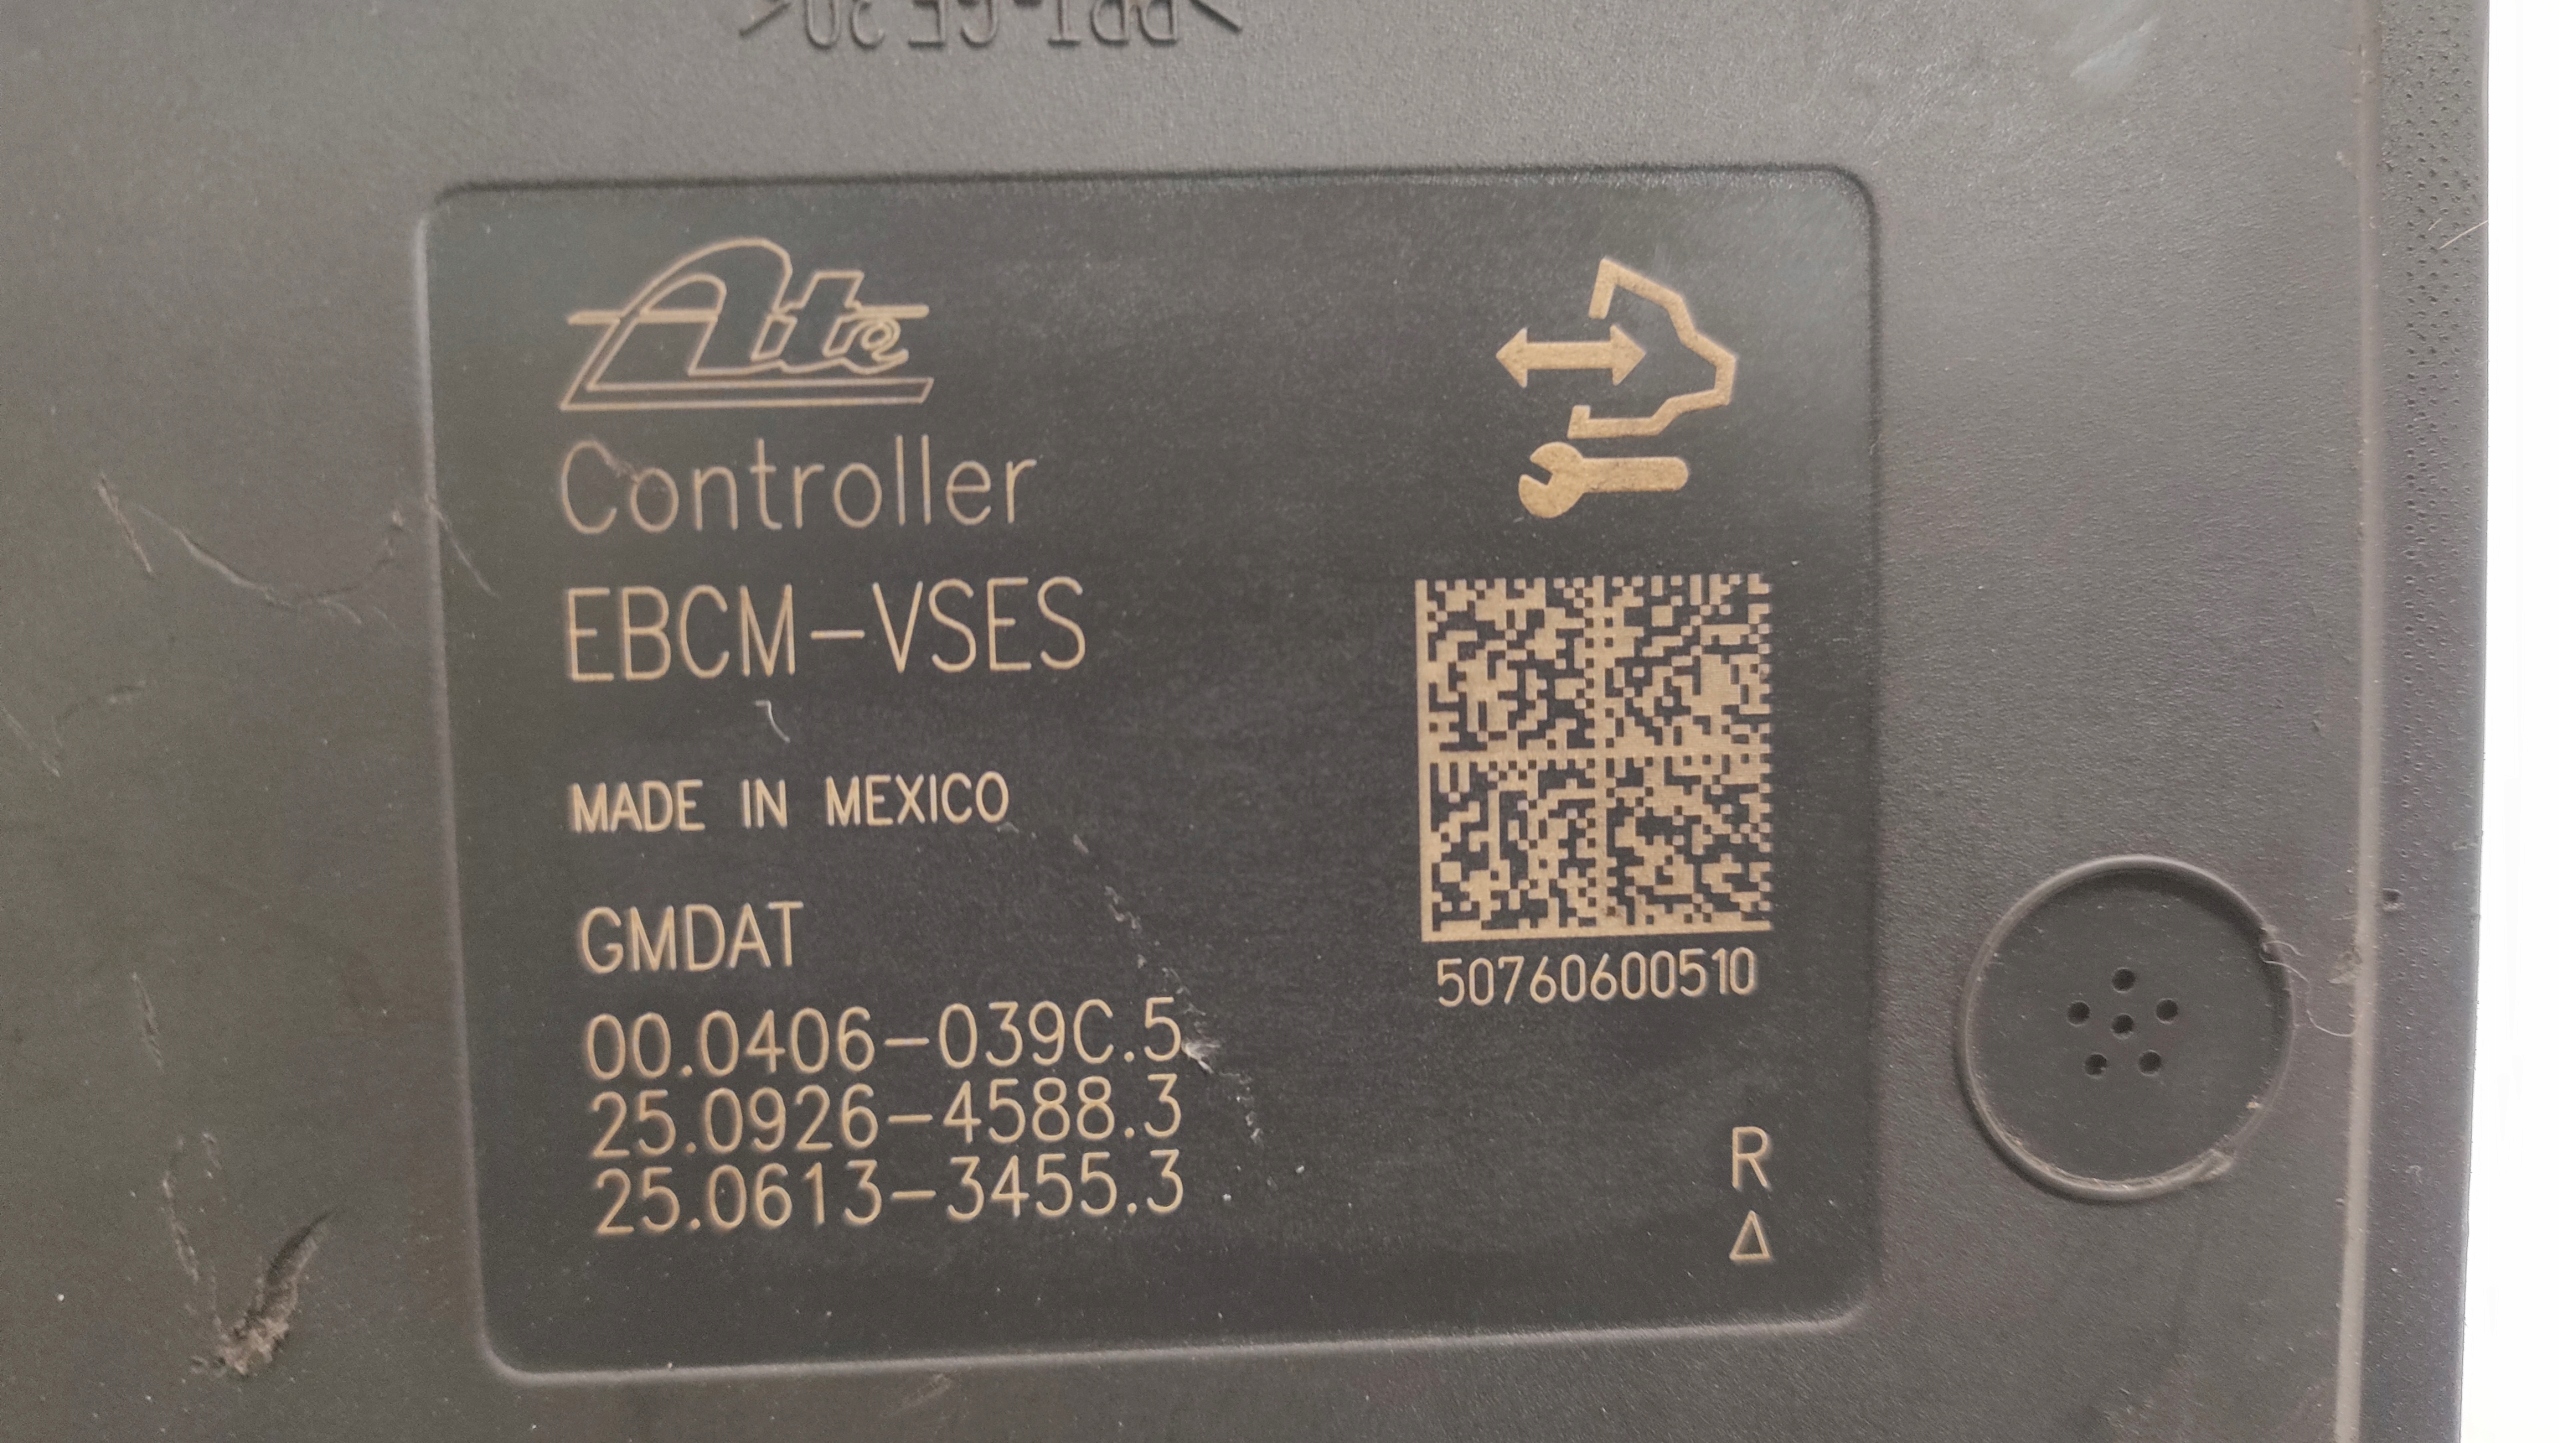 Ate
Controller
EBCM-VSES
MADE IN MEXICO
GMDAT
00.0406-039C.5
25.0926-4588.3
25.0613-3455.3
50760600510
R
Δ